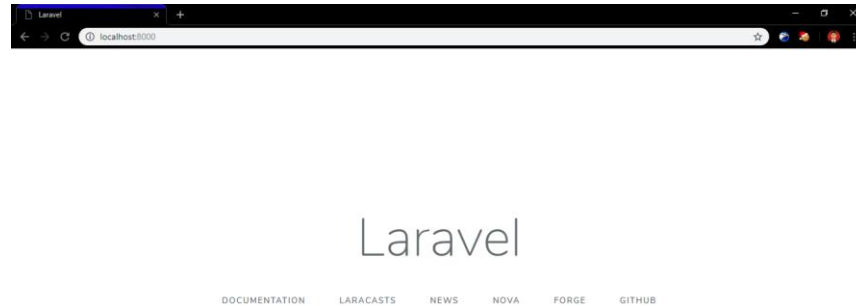 Laravel
localhost:8000
Laravel
DOCUMENTATION LARACASTS NEWS NOVA FORGE GITHUB